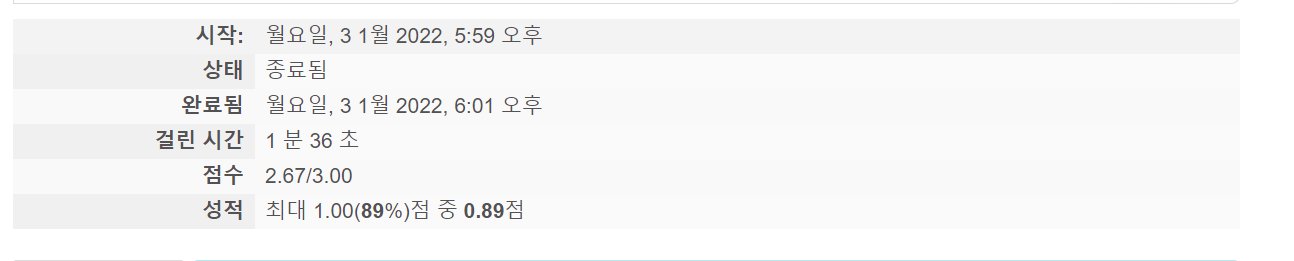 시작: 월요일, 3 1월 2022, 5:59 오후
상태 종료됨
완료됨 월요일, 3 1월 2022, 6:01 오후
걸린 시간 1 분 36 초
점수 2.67/3.00
성적 최대 1.00(89%)점 중 0.89점